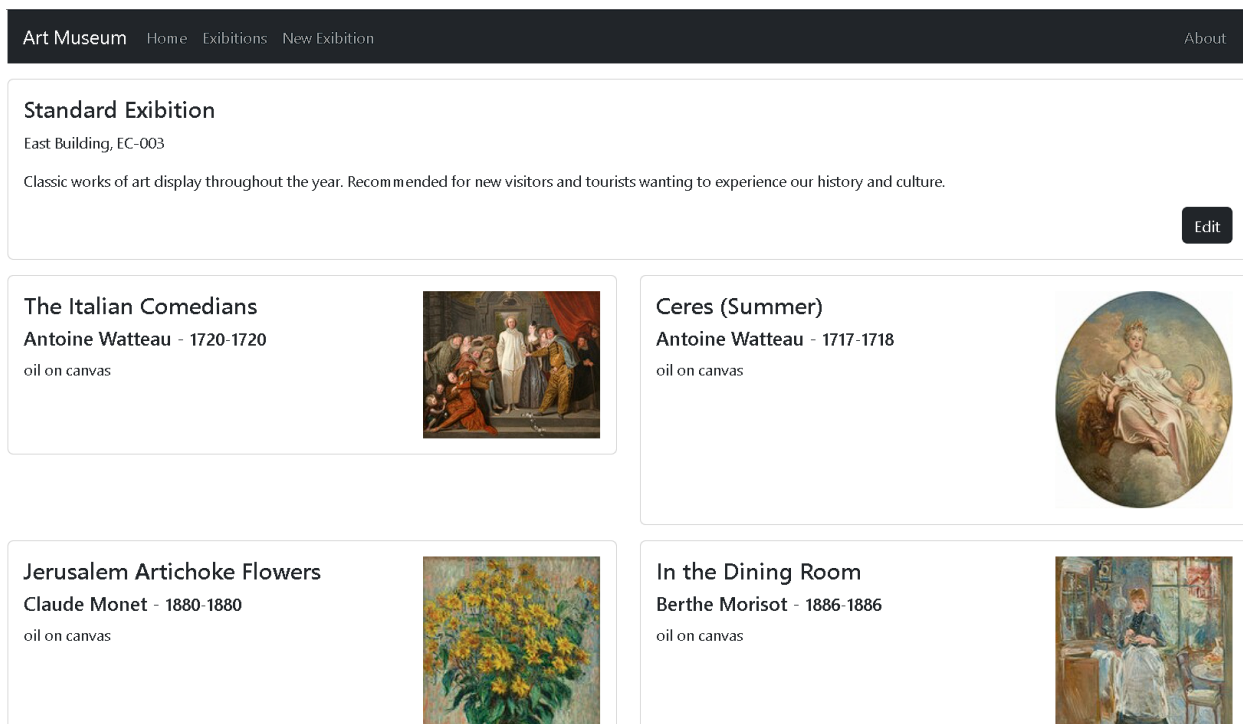 Art Museum Home Exibitions New Exibition About
Standard Exibition
East Building, EC-003
Classic works of art display throughout the year. Recommended for new visitors and tourists wanting to experience our history and culture.
Edit
The Italian Comedians
Antoine Watteau - 1720-1720
oil on canvas
Ceres (Summer)
Antoine Watteau - 1717-1718
oil on canvas
Jerusalem Artichoke Flowers
Claude Monet - 1880-1880
oil on canvas
In the Dining Room
Berthe Morisot - 1886-1886
oil on canvas